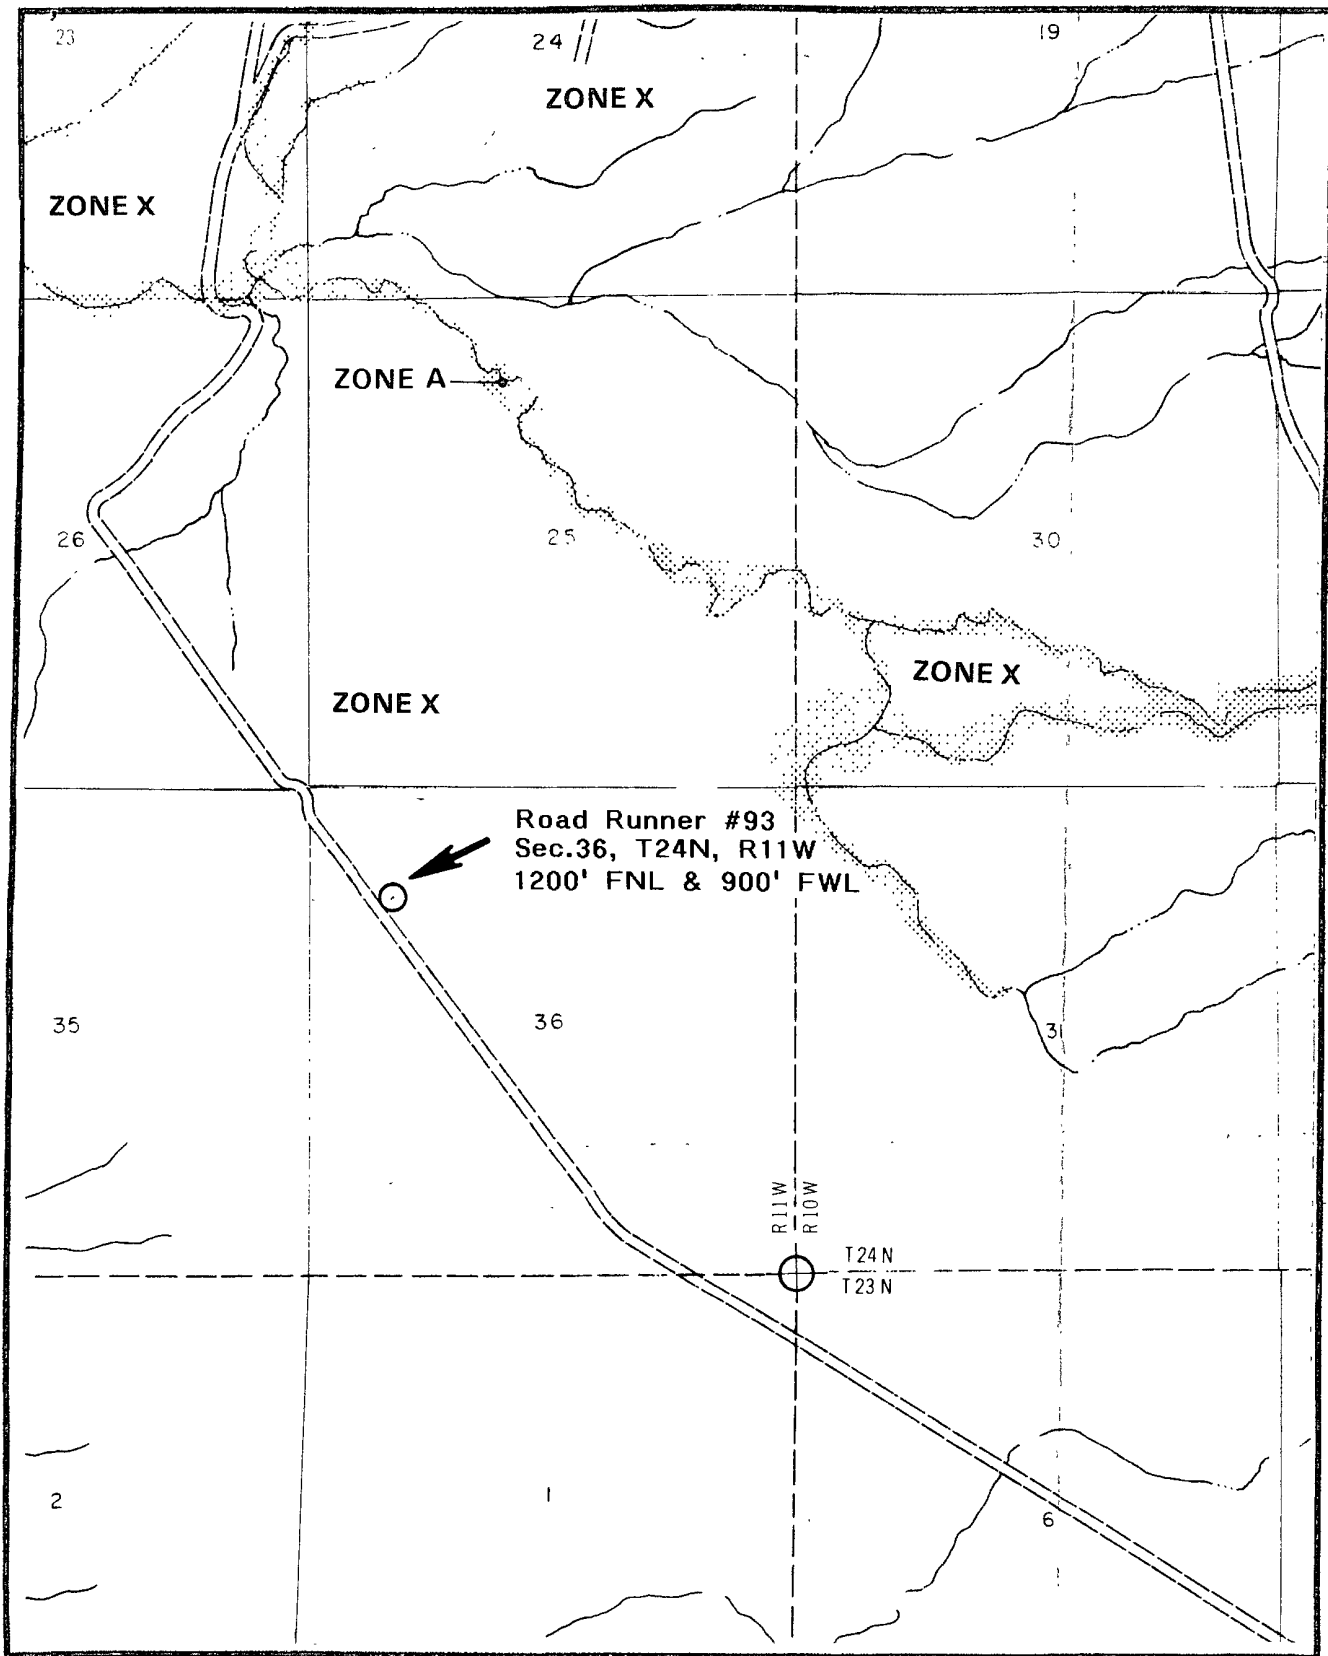 23
24
19
ZONE X
ZONE X
ZONE A
26
25
30
ZONE X
ZONE X
Road Runner #93
Sec.36, T24N, R11W
1200' FNL & 900' FWL
35
36
31
R11W
R10W
T24N
T23N
2
1
6